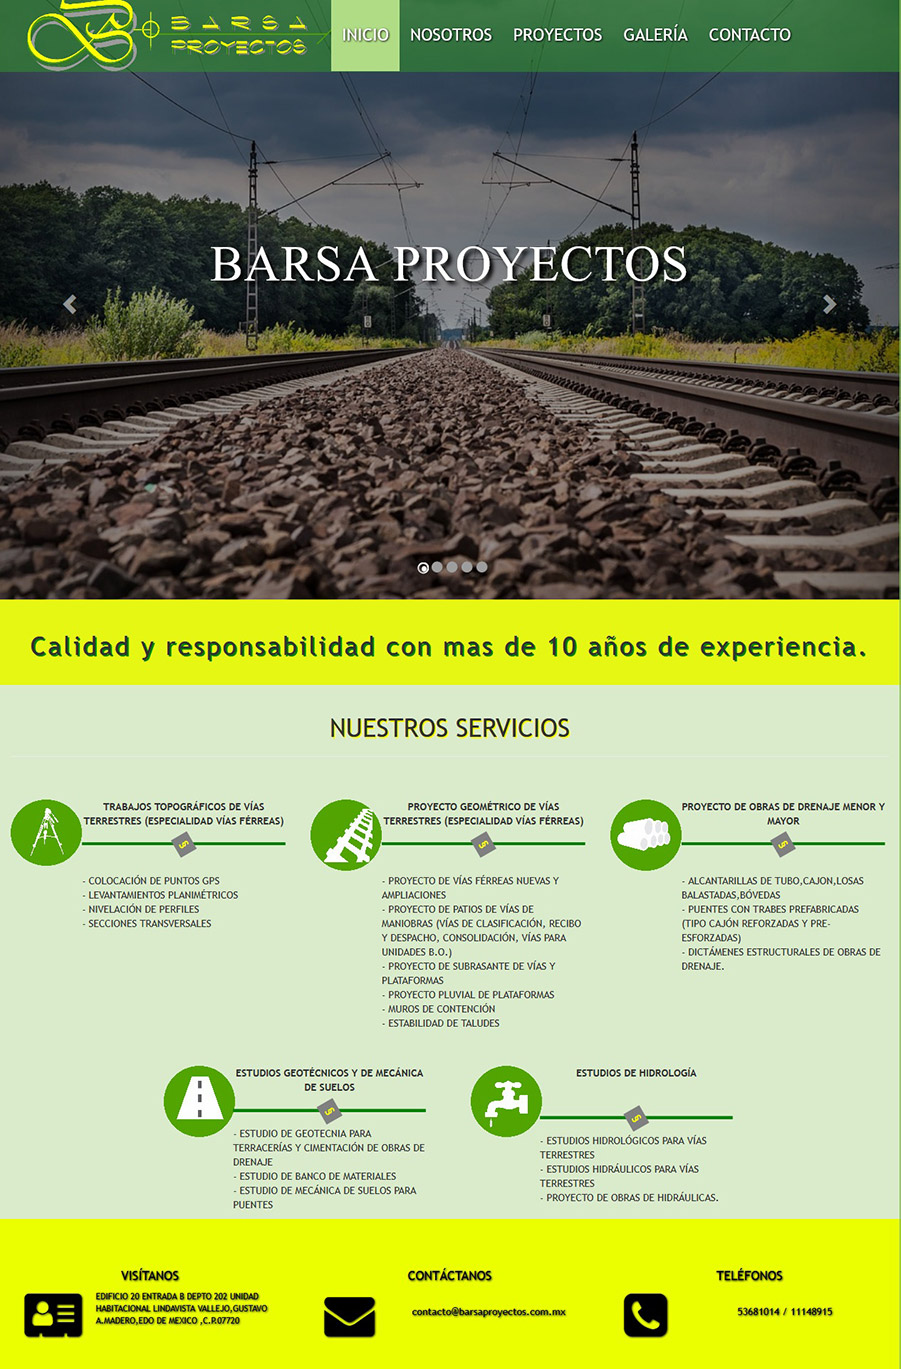 BARSA
PROYECTOS
INICIO NOSOTROS PROYECTOS GALERÍA CONTACTO
BARSA PROYECTOS
Calidad y responsabilidad con mas de 10 años de experiencia.
NUESTROS SERVICIOS
TRABAJOS TOPOGRÁFICOS DE VÍAS
TERRESTRES (ESPECIALIDAD VÍAS FÉRREAS)
- COLOCACIÓN DE PUNTOS GPS
- LEVANTAMIENTOS PLANIMÉTRICOS
- NIVELACIÓN DE PERFILES
- SECCIONES TRANSVERSALES
PROYECTO GEOMÉTRICO DE VÍAS
TERRESTRES (ESPECIALIDAD VÍAS FÉRREAS)
- PROYECTO DE VÍAS FÉRREAS NUEVAS Y
AMPLIACIONES
- PROYECTO DE PATIOS DE VÍAS DE
MANIOBRAS (VÍAS DE CLASIFICACIÓN, RECIBO
Y DESPACHO, CONSOLIDACIÓN, VÍAS PARA
UNIDADES B.O.)
- PROYECTO DE SUBRASANTE DE VÍAS Y
PLATAFORMAS
- PROYECTO PLUVIAL DE PLATAFORMAS
- MUROS DE CONTENCIÓN
- ESTABILIDAD DE TALUDES
PROYECTO DE OBRAS DE DRENAJE MENOR Y
MAYOR
- ALCANTARILLAS DE TUBO,CAJON,LOSAS
BALASTADAS,BÓVEDAS
- PUENTES CON TRABES PREFABRICADAS
(TIPO CAJÓN REFORZADAS Y PRE-
ESFORZADAS)
- DICTÁMENES ESTRUCTURALES DE OBRAS DE
DRENAJE.
ESTUDIOS GEOTÉCNICOS Y DE MECÁNICA
DE SUELOS
- ESTUDIO DE GEOTECNIA PARA
TERRACERÍAS Y CIMENTACIÓN DE OBRAS DE
DRENAJE
- ESTUDIO DE BANCO DE MATERIALES
- ESTUDIO DE MECÁNICA DE SUELOS PARA
PUENTES
ESTUDIOS DE HIDROLOGÍA
- ESTUDIOS HIDROLÓGICOS PARA VÍAS
TERRESTRES
- ESTUDIOS HIDRÁULICOS PARA VÍAS
TERRESTRES
- PROYECTO DE OBRAS DE HIDRÁULICAS.
VISÍTANOS
EDIFICIO 20 ENTRADA B DEPTO 202 UNIDAD
HABITACIONAL LINDAVISTA VALLEJO,GUSTAVO
A.MADERO,EDO DE MEXICO ,C.P.07720
CONTÁCTANOS
contacto@barsaproyectos.com.mx
TELÉFONOS
53681014 / 11148915